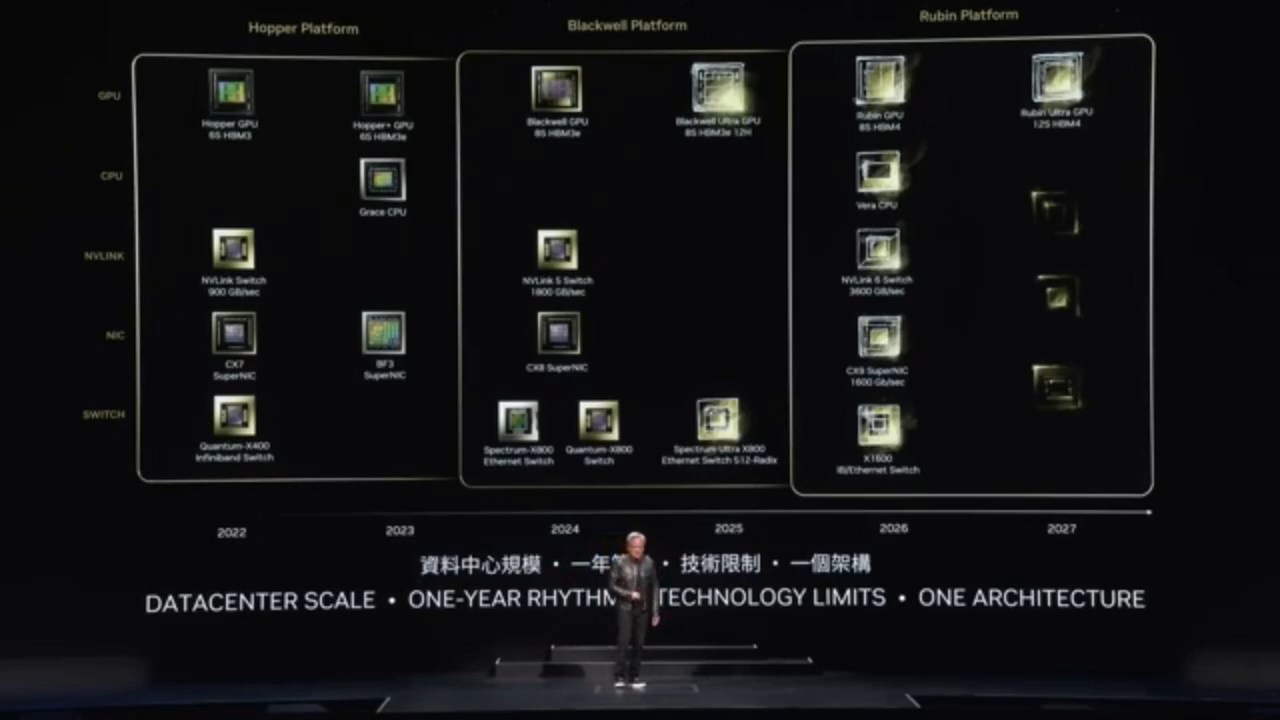 Hopper Platform
Blackwell Platform
Rubin Platform
GPU
Hopper GPU
6S HBM3
Hopper+ GPU
6S HBM3e
Blackwell GPU
8S HBM3e
Blackwell Ultra GPU
8S HBM3e 12H
Rubin GPU
8S HBM4
Rubin Ultra GPU
12S HBM4
CPU
Grace CPU
Vera CPU
NVLINK
NVLink Switch
900 GB/sec
NVLink 5 Switch
1800 GB/sec
NVLink 6 Switch
3600 GB/sec
NIC
CX7
SuperNIC
BF3
SuperNIC
CX8 SuperNIC
CX9 SuperNIC
1600 Gb/sec
SWITCH
Quantum-X400
Infiniband Switch
Spectrum-X800
Ethernet Switch
Quantum-X800
Switch
Spectrum Ultra X800
Ethernet Switch 512-Radix
X1600
IB/Ethernet Switch
2022
2023
2024
2025
2026
2027
資料中心規模 • 一年 • 技術限制 • 一個架構
DATACENTER SCALE • ONE-YEAR RHYTHM TECHNOLOGY LIMITS • ONE ARCHITECTURE